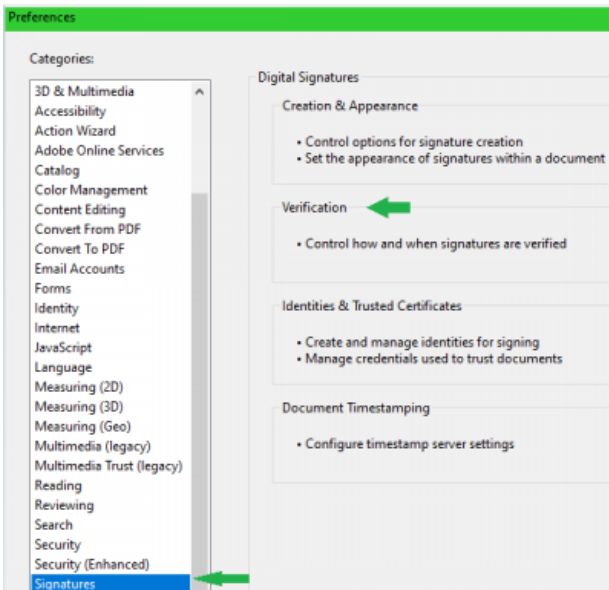 Preferences
Categories:
3D & Multimedia
Accessibility
Action Wizard
Adobe Online Services
Catalog
Color Management
Content Editing
Convert From PDF
Convert To PDF
Email Accounts
Forms
Identity
Internet
JavaScript
Language
Measuring (2D)
Measuring (3D)
Measuring (Geo)
Multimedia (legacy)
Multimedia Trust (legacy)
Reading
Reviewing
Search
Security
Security (Enhanced)
Signatures
Digital Signatures
Creation & Appearance
• Control options for signature creation
• Set the appearance of signatures within a document
Verification
• Control how and when signatures are verified
Identities & Trusted Certificates
• Create and manage identities for signing
• Manage credentials used to trust documents
Document Timestamping
• Configure timestamp server settings